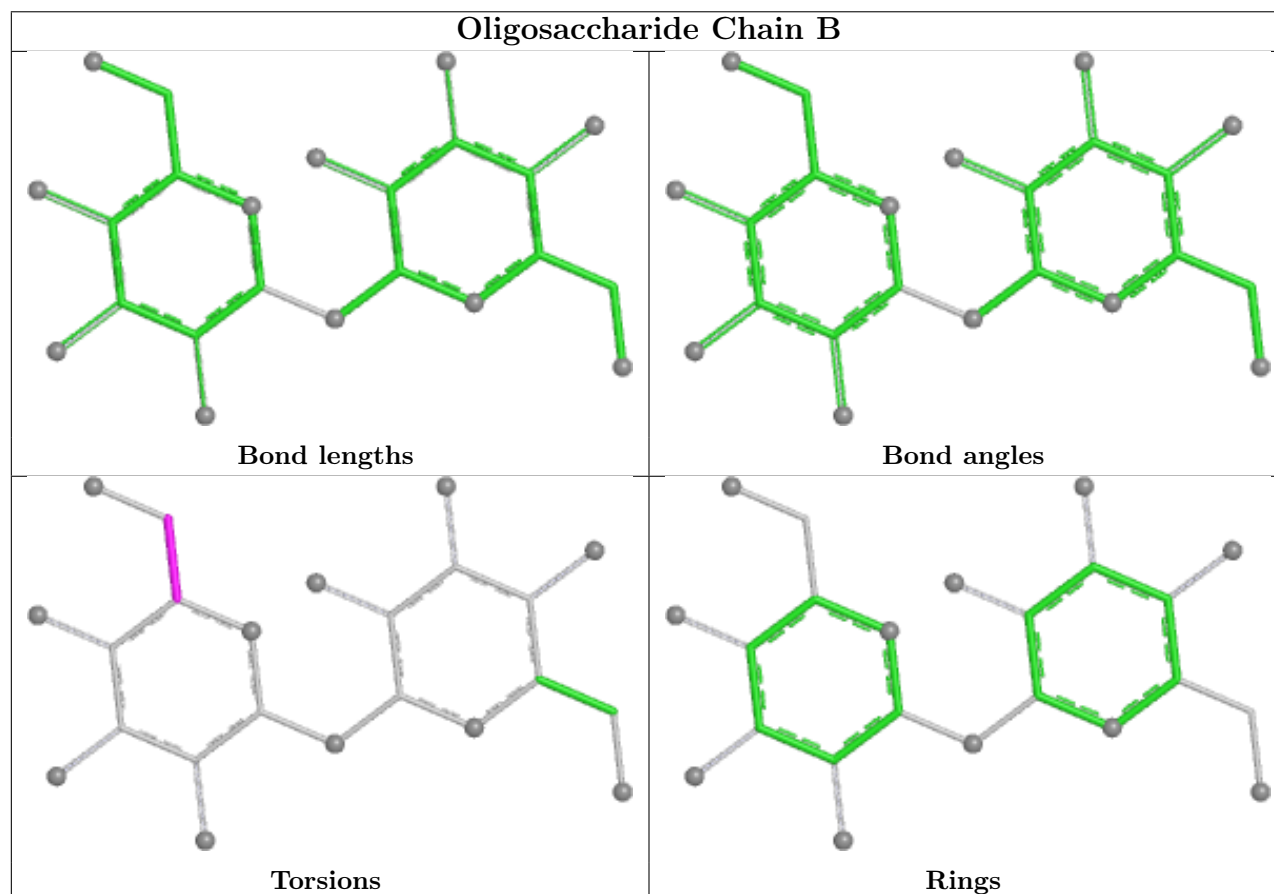 Oligosaccharide Chain B
Bond lengths
Bond angles
Torsions
Rings